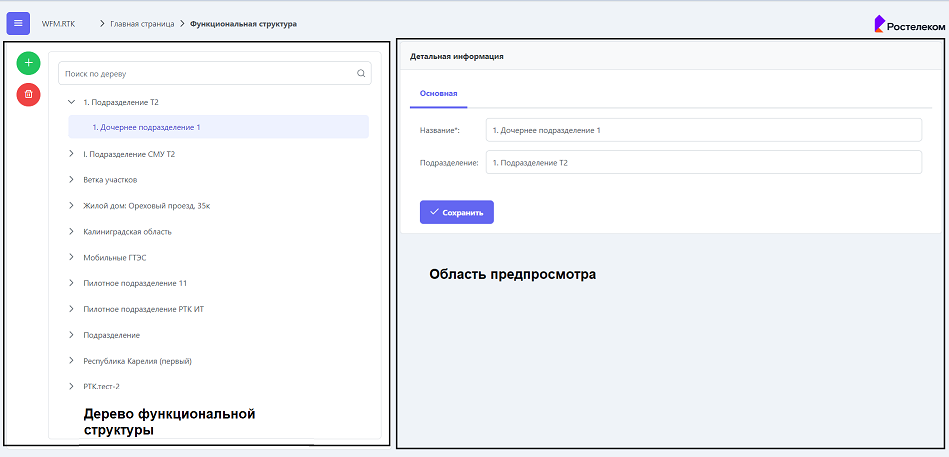 WFM.RTK > Главная страница > Функциональная структура
Ростелеком
Поиск по дереву
1. Подразделение Т2
1. Дочернее подразделение 1
I. Подразделение СМУ Т2
Ветка участков
Жилой дом: Ореховый проезд, 35к
Калиниградская область
Мобильные ГТЭС
Пилотное подразделение 11
Пилотное подразделение РТК ИТ
Подразделение
Республика Карелия (первый)
РТК.тест-2
Дерево функциональной
структуры
Детальная информация
Основная
Название*: 1. Дочернее подразделение 1
Подразделение: 1. Подразделение Т2
Сохранить
Область предпросмотра